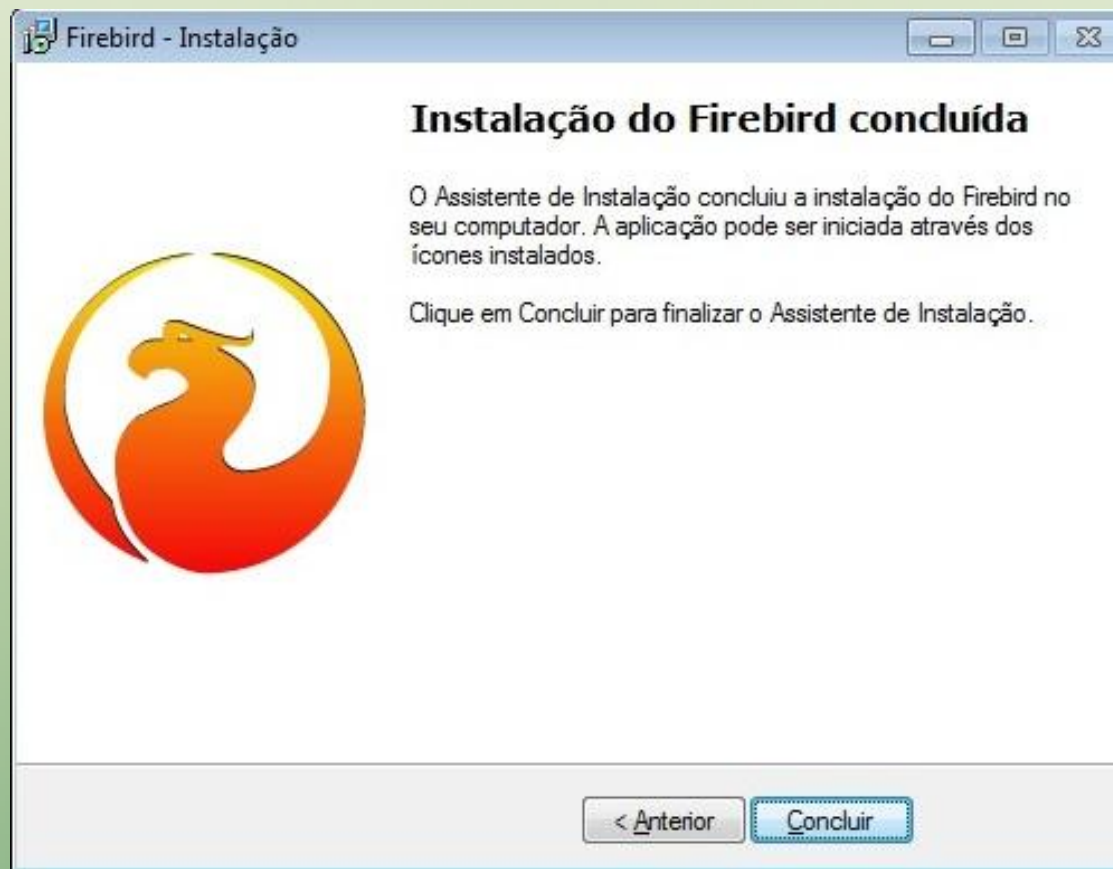 Firebird - Instalação
Instalação do Firebird concluída
O Assistente de Instalação concluiu a instalação do Firebird no
seu computador. A aplicação pode ser iniciada através dos
ícones instalados.
Clique em Concluir para finalizar o Assistente de Instalação.
< Anterior
Concluir